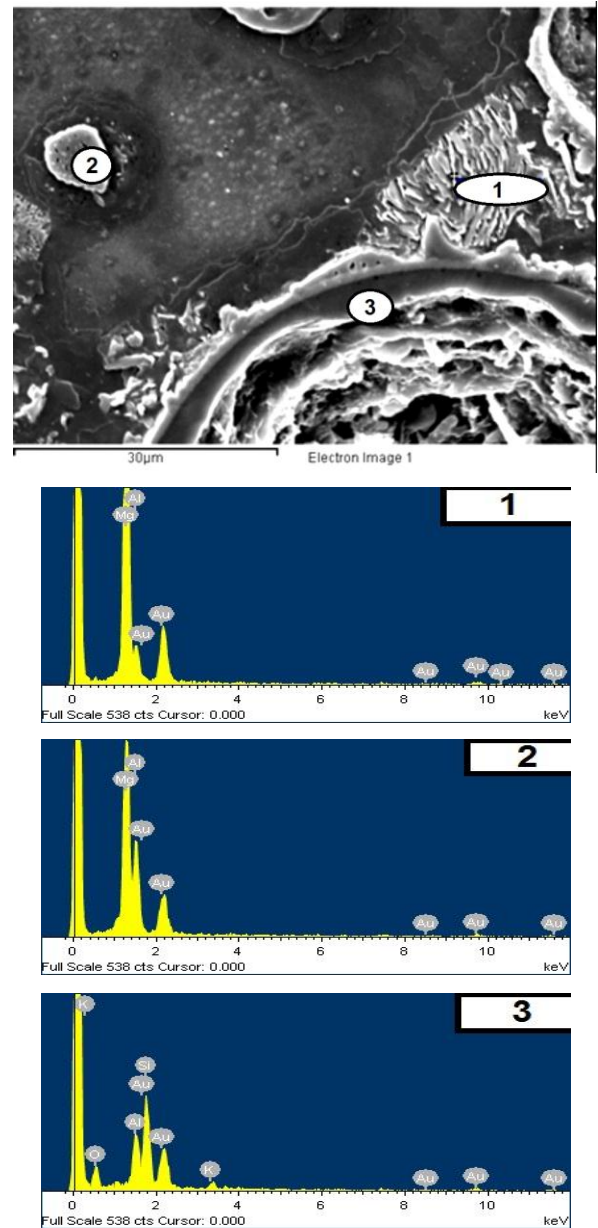 2
1
3
30µm Electron Image 1
1
Al
Mg
Au
Au
Au Au Au Au
0 2 4 6 8 10
Full Scale 538 cts Cursor: 0.000 keV
2
Al
Mg
Au
Au
Au Au Au
0 2 4 6 8 10
Full Scale 538 cts Cursor: 0.000 keV
3
K
Si
Au
Al Au
O K
Au Au Au
0 2 4 6 8 10
Full Scale 538 cts Cursor: 0.000 keV